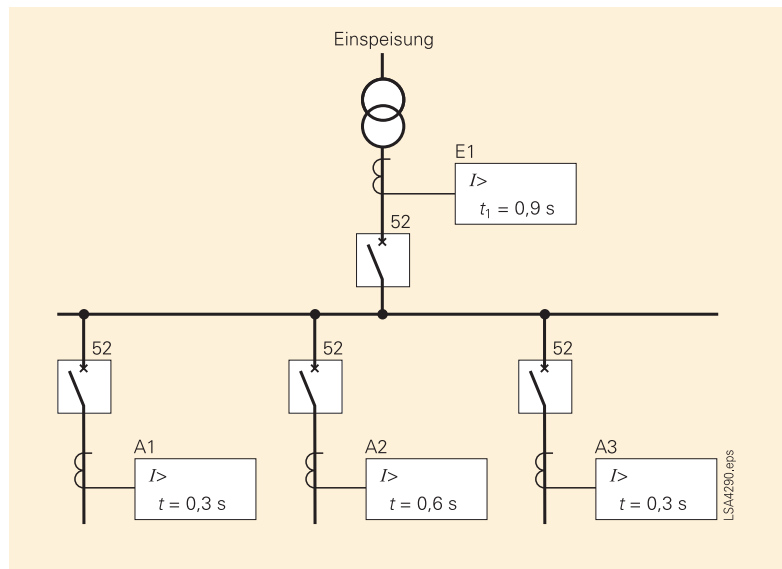 Einspeisung
E1
I>
t₁ = 0,9 s
52
52
52
52
A1
I>
t = 0,3 s
A2
I>
t = 0,6 s
A3
I>
t = 0,3 s
LSA4290.eps